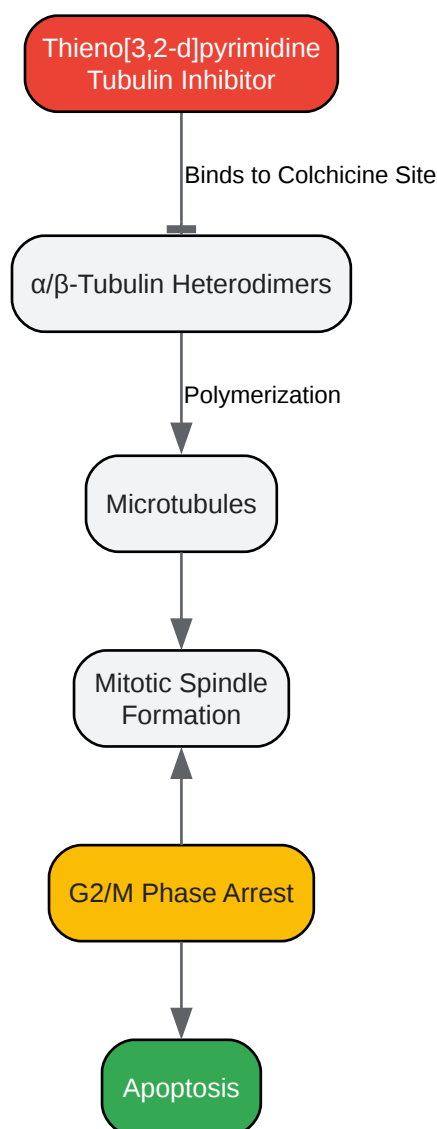 Thieno[3,2-d]pyrimidine
Tubulin Inhibitor
Binds to Colchicine Site
α/β-Tubulin Heterodimers
Polymerization
Microtubules
Mitotic Spindle
Formation
G2/M Phase Arrest
Apoptosis